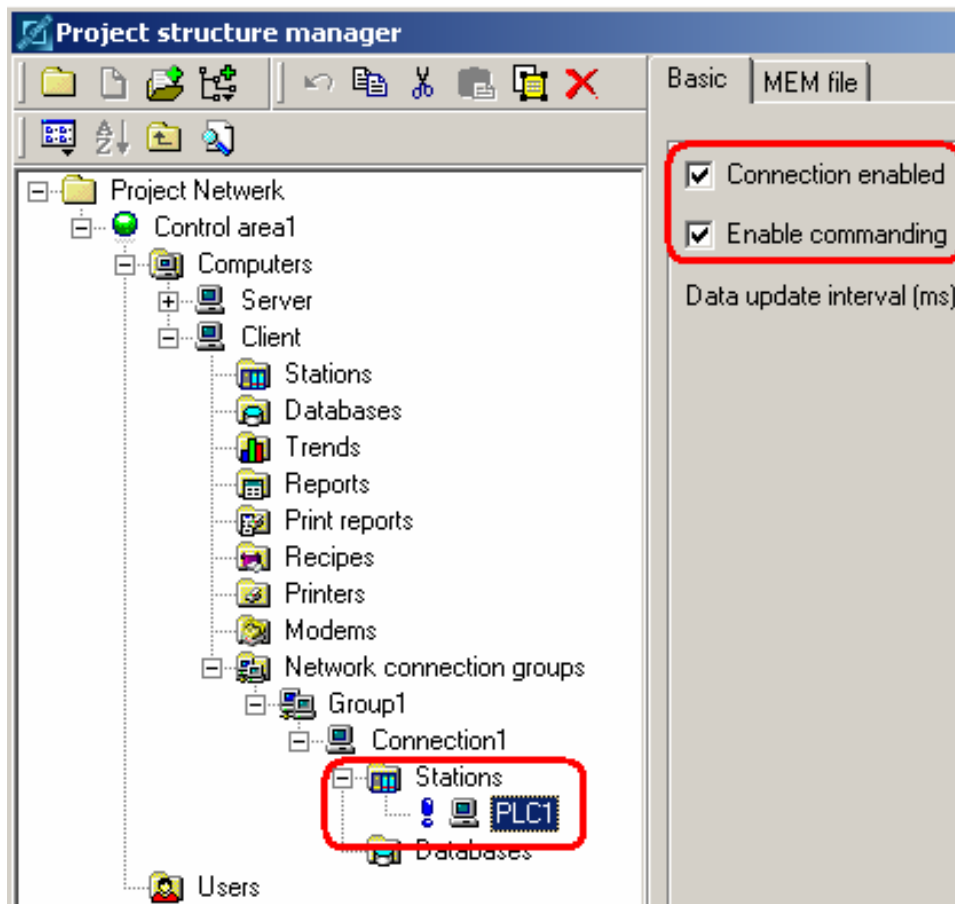 Project structure manager
Basic
MEM file
Project Netwerk
Control area1
Computers
Server
Client
Stations
Databases
Trends
Reports
Print reports
Recipes
Printers
Modems
Network connection groups
Group1
Connection1
Stations
PLC1
Databases
Users
Connection enabled
Enable commanding
Data update interval (ms)